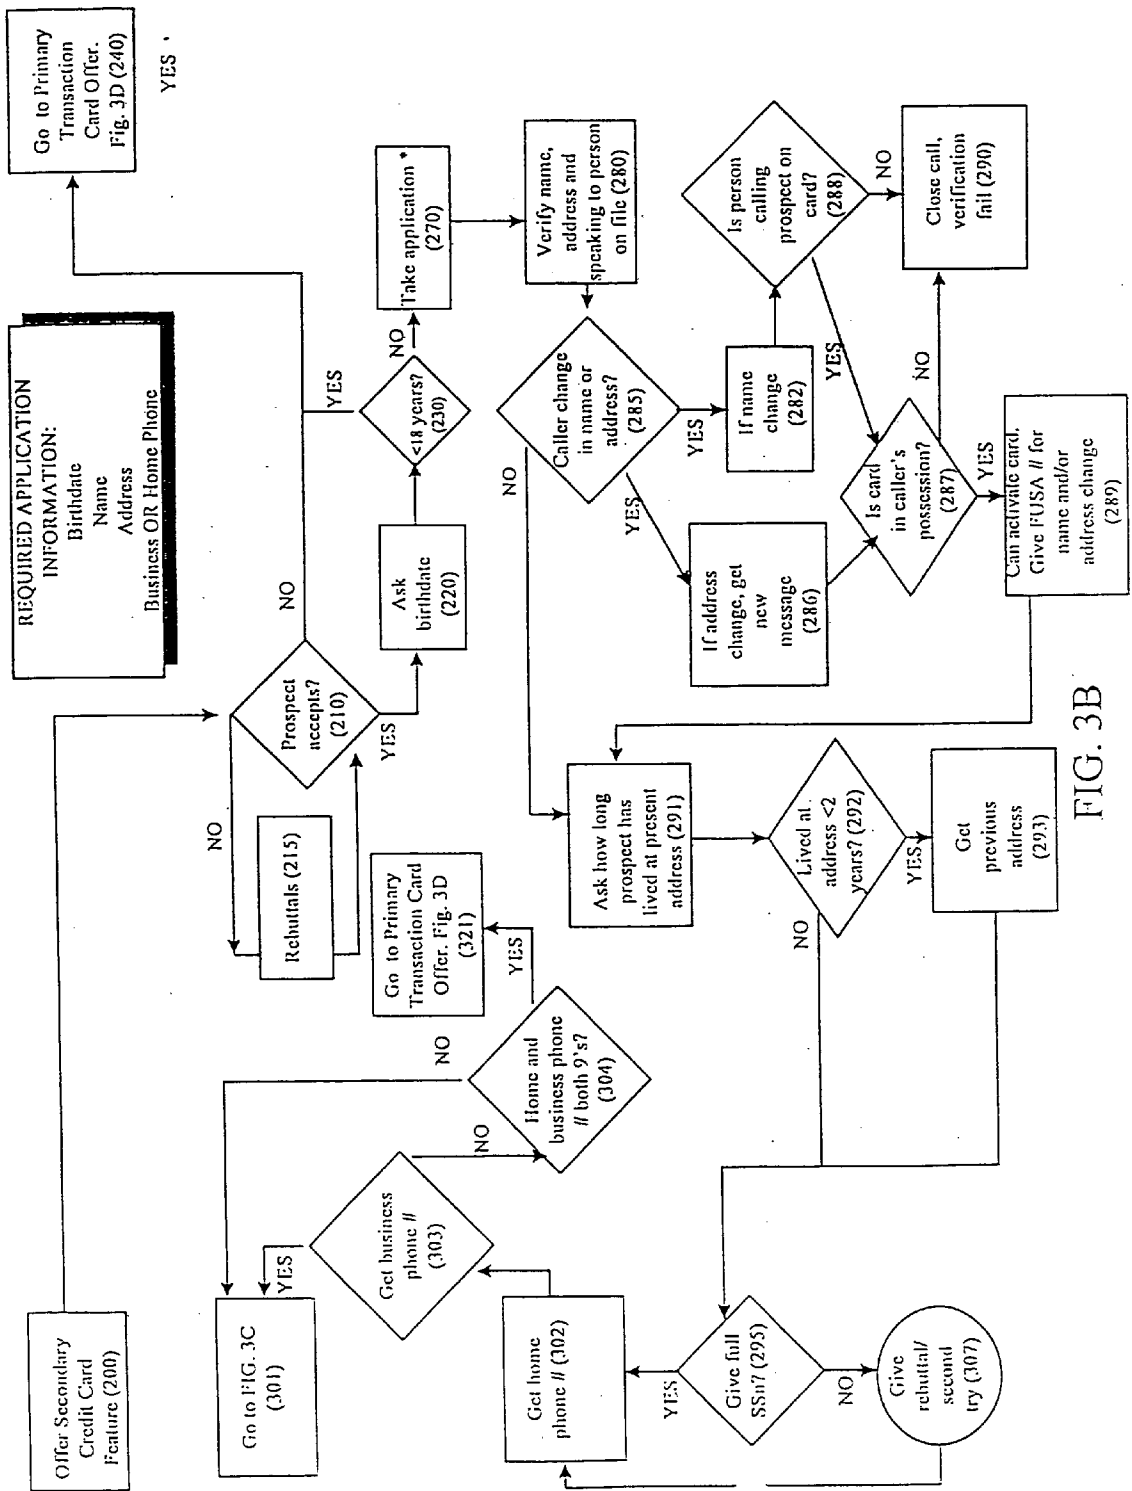 Offer Secondary
Credit Card
Feature (200)
REQUIRED APPLICATION
INFORMATION:
Birthdate
Name
Address
Business OR Home Phone
Go to Primary
Transaction
Card Offer.
Fig. 3D (240)
YES
NO
YES
Prospect
accepts?
(210)
NO
Rebuttals (215)
YES
Ask
birthdate
(220)
<18 years?
(230)
NO
Take application *
(270)
Go to FIG. 3C
(301)
YES
NO
Get business
phone #
(303)
NO
Home and
business phone
# both 9's?
(304)
YES
Go to Primary
Transaction Card
Offer. Fig. 3D
(321)
Verify name,
address and
speaking to person
on file (280)
Caller change
in name or
address?
(285)
NO
YES
YES
If name
change
(282)
Is person
calling
prospect on
card?
(288)
NO
YES
Close call,
verification
fail (290)
If address
change, get
new
message
(286)
Is card
in caller's
possession?
(287)
NO
YES
Can activate card.
Give FUSA # for
name and/or
address change
(289)
Ask how long
prospect has
lived at present
address (291)
Lived at
address <2
years? (292)
NO
YES
Get
previous
address
(293)
Get home
phone # (302)
YES
Give full
SSn? (295)
NO
Give
rebuttal/
second
try (307)
FIG. 3B